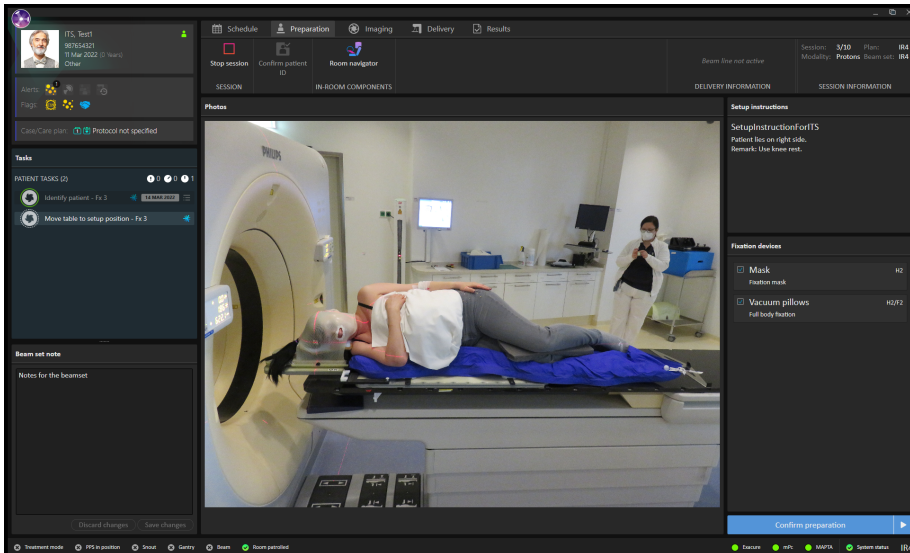 ITS, Test1
987654321
11 Mar 2022 (0 Years)
Other
Alerts:
1
Flags:
Case/Care plan:
Protocol not specified
Schedule
Preparation
Imaging
Delivery
Results
Stop session
Confirm patient ID
Room navigator
SESSION
IN-ROOM COMPONENTS
Beam line not active
DELIVERY INFORMATION
Session: 3/10 Plan: IR4
Modality: Protons Beam set: IR4
SESSION INFORMATION
Tasks
PATIENT TASKS (2)
0 0 1
Identify patient - Fx 3
14 MAR 2022
Move table to setup position - Fx 3
Beam set note
Notes for the beamset
Discard changes
Save changes
Photos
PHILIPS
Setup instructions
SetupInstructionForITS
Patient lies on right side.
Remark: Use knee rest.
Fixation devices
Mask H2
Fixation mask
Vacuum pillows H2/F2
Full body fixation
Confirm preparation
Treatment mode
PPS in position
Snout
Gantry
Beam
Room patrolled
Exacure
mPc
MAPTA
System status
IR4